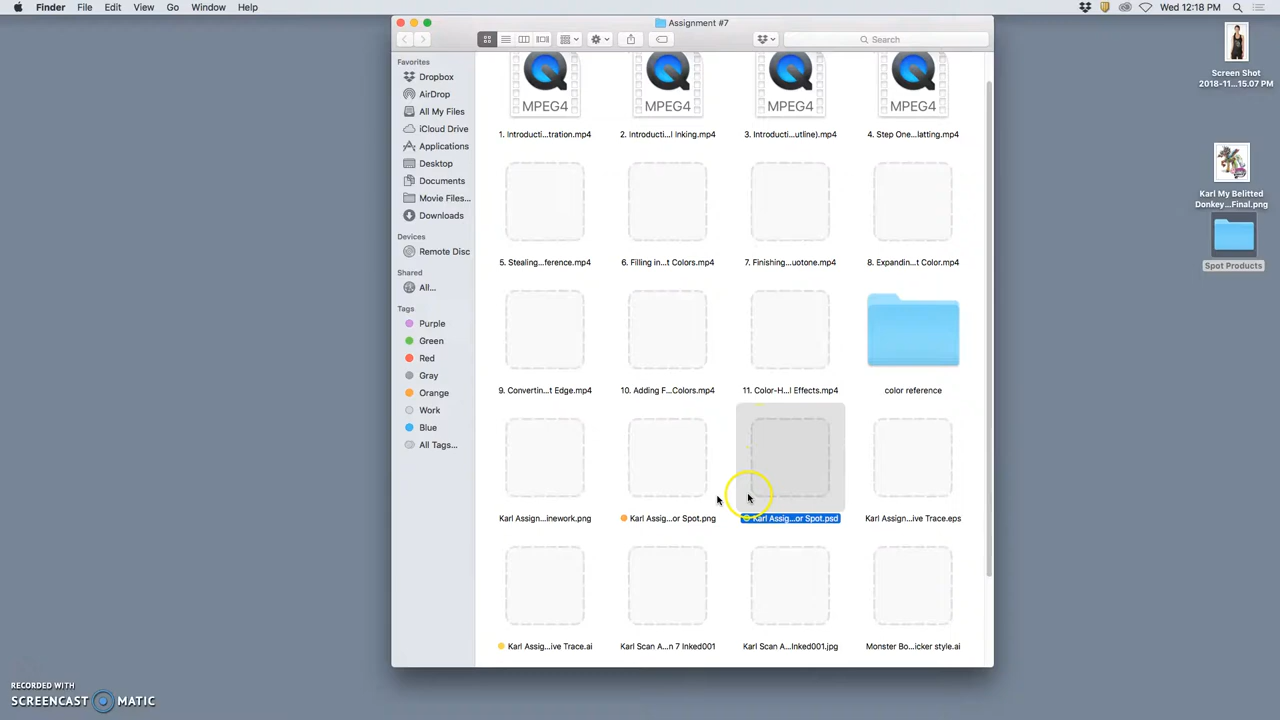 Finder File Edit View Go Window Help
Wed 12:18 PM
Assignment #7
Search
Favorites
Dropbox
AirDrop
All My Files
iCloud Drive
Applications
Desktop
Documents
Movie Files...
Downloads
Devices
Remote Disc
Shared
All...
Tags
Purple
Green
Red
Gray
Orange
Work
Blue
All Tags...
MPEG4 MPEG4 MPEG4 MPEG4
1. Introducti...tration.mp4 2. Introducti...l Inking.mp4 3. Introducti...utline).mp4 4. Step One...latting.mp4
5. Stealing...ference.mp4 6. Filling in...t Colors.mp4 7. Finishing...uotone.mp4 8. Expandin...t Color.mp4
9. Convertin...t Edge.mp4 10. Adding F...Colors.mp4 11. Color-H...l Effects.mp4 color reference
Karl Assign...inework.png Karl Assig...or Spot.png Karl Assig...or Spot.psd Karl Assign...ive Trace.eps
Karl Assig...ive Trace.ai Karl Scan A...n 7 Inked001 Karl Scan A...Inked001.jpg Monster Bo...icker style.ai
Screen Shot
2018-11...15.07 PM
Karl My Belitted
Donkey...Final.png
Spot Products
RECORDED WITH
SCREENCAST MATIC